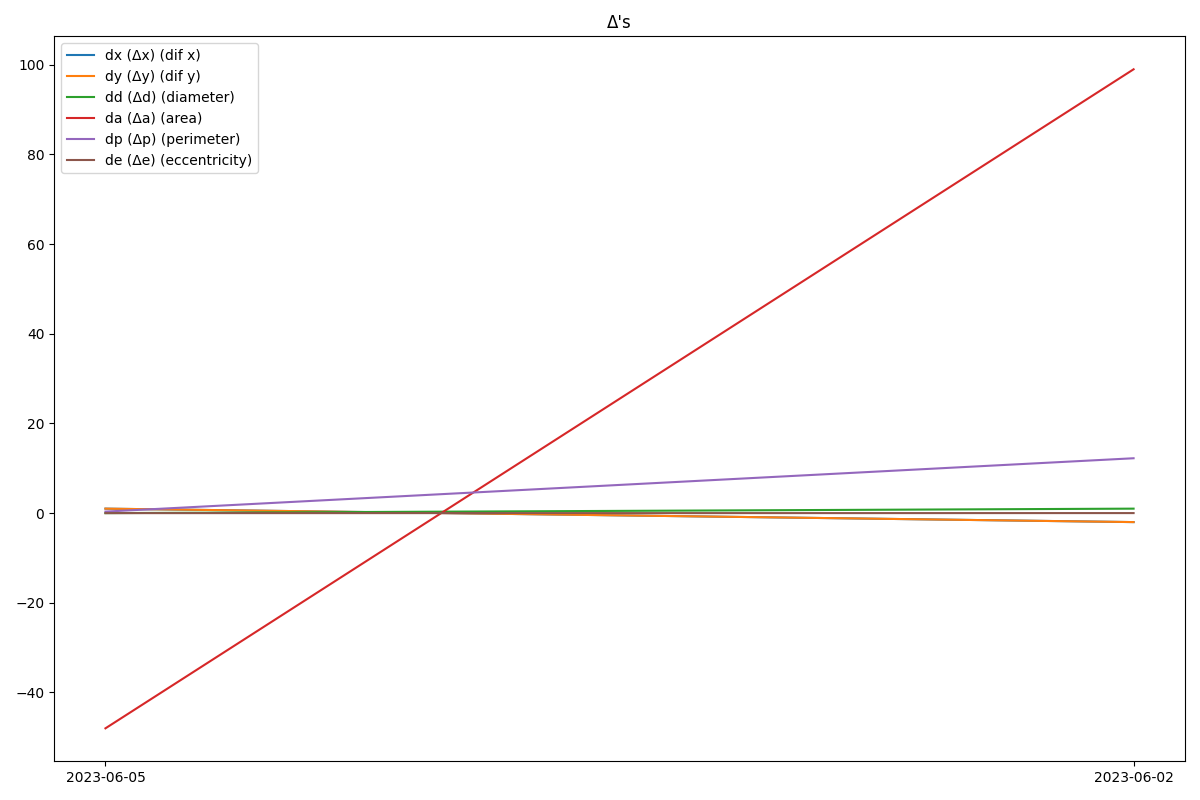 Δ's
dx (Δx) (dif x)
dy (Δy) (dif y)
dd (Δd) (diameter)
da (Δa) (area)
dp (Δp) (perimeter)
de (Δe) (eccentricity)
100
80
60
40
20
0
−20
−40
2023-06-05
2023-06-02